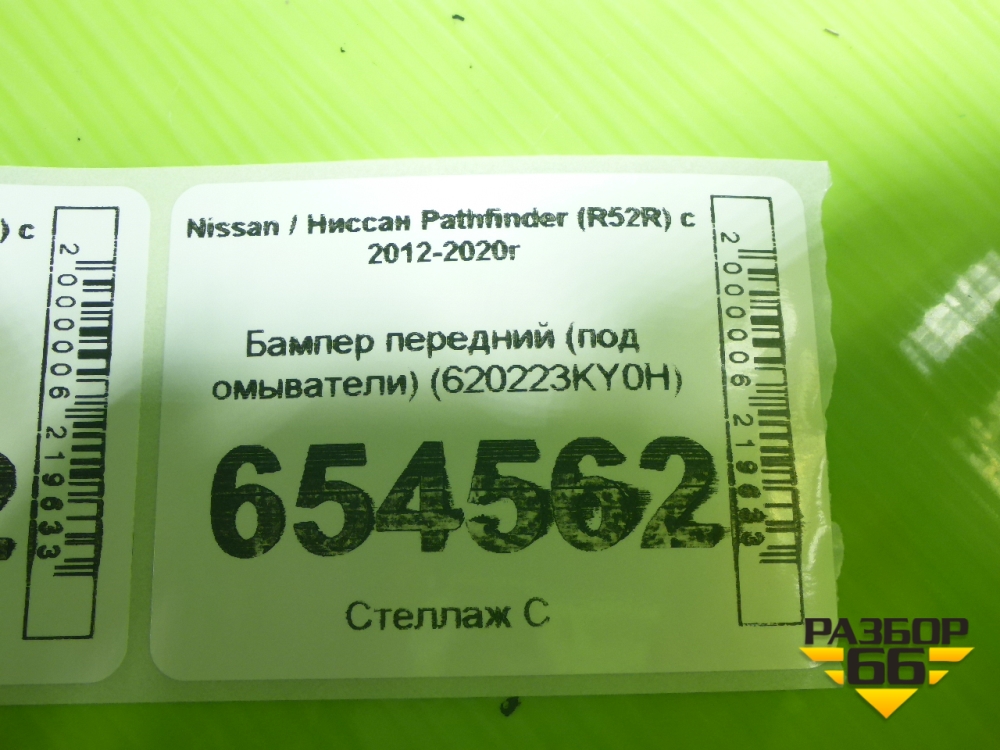 ) с
2000006219633
Nissan / Ниссан Pathfinder (R52R) с
2012-2020г
Бампер передний (под
омыватели) (620223KY0H)
654562
Стеллаж С
2000006219633
РАЗБОР
66